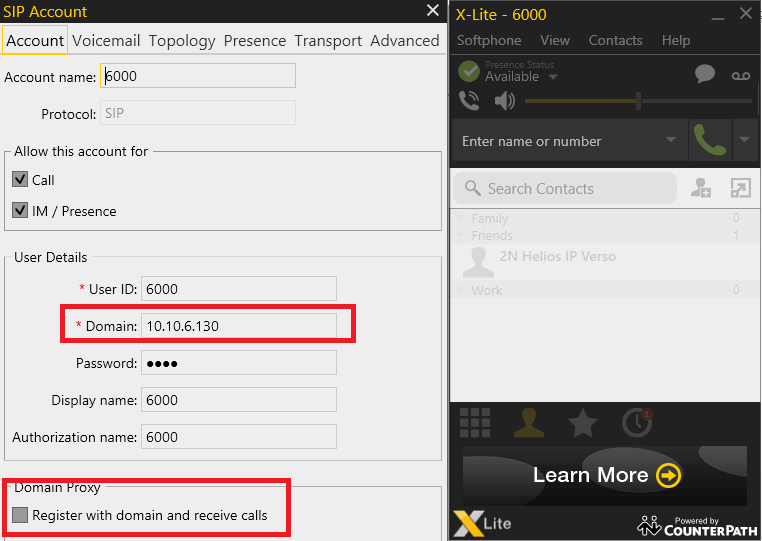 SIP Account
Account Voicemail Topology Presence Transport Advanced
Account name: 6000
Protocol: SIP
Allow this account for
Call
IM / Presence
User Details
* User ID: 6000
* Domain: 10.10.6.130
Password: ●●●●
Display name: 6000
Authorization name: 6000
Domain Proxy
Register with domain and receive calls
X-Lite - 6000
Softphone View Contacts Help
Presence Status
Available
Enter name or number
Search Contacts
Family 0
Friends 1
2N Helios IP Verso
Work 0
1
Learn More
X Lite
Powered by
COUNTERPATH